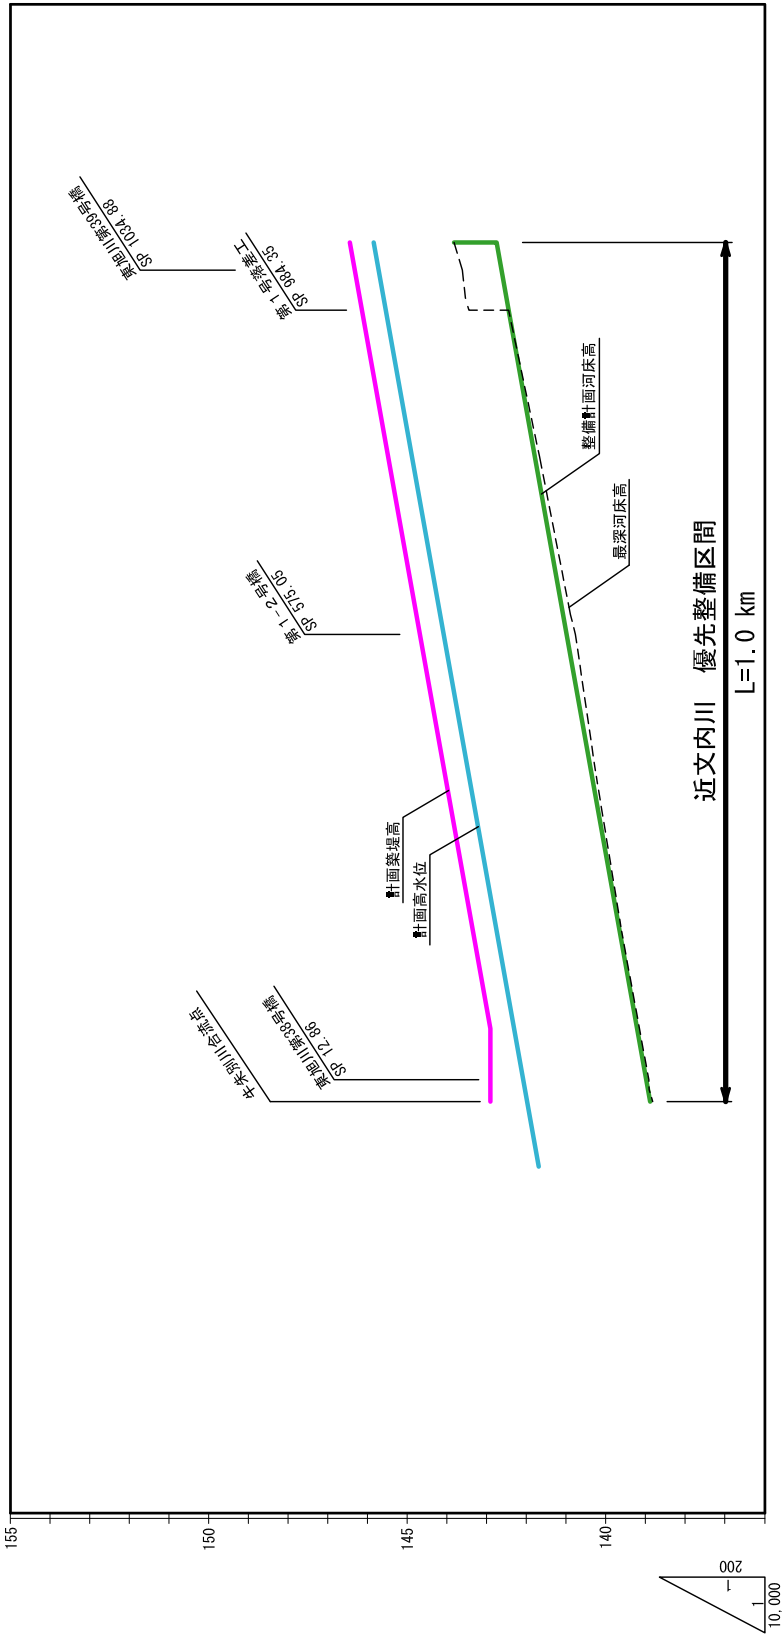 155
150
145
140
牛朱別川合流点
東旭川第38号橋
SP 12.86
計画築堤高
計画高水位
第1-2号橋
SP 575.05
第1号落差工
SP 984.35
東旭川第39号橋
SP 1034.88
最深河床高
整備計画河床高
近文内川 優先整備区間
L=1.0 km
1
200
1
10,000